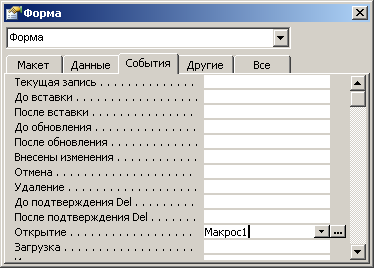 Форма
Форма
Макет Данные События Другие Все
Текущая запись . . . . . . . . . . . . . .
До вставки . . . . . . . . . . . . . . . . .
После вставки . . . . . . . . . . . . . .
До обновления . . . . . . . . . . . . . .
После обновления . . . . . . . . . . .
Внесены изменения . . . . . . . . . .
Отмена . . . . . . . . . . . . . . . . . . . .
Удаление . . . . . . . . . . . . . . . . . .
До подтверждения Del . . . . . . . .
После подтверждения Del . . . . .
Открытие . . . . . . . . . . . . . . . . . . Макрос1 ...
Загрузка . . . . . . . . . . . . . . . . . . .